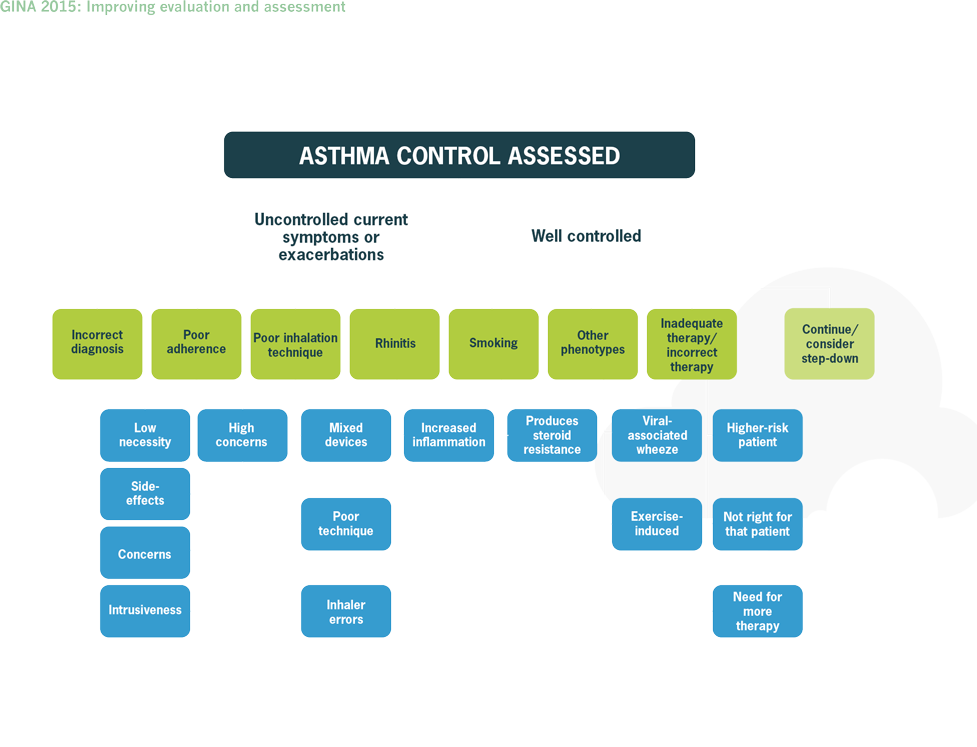 GINA 2015: Improving evaluation and assessment
ASTHMA CONTROL ASSESSED
Uncontrolled current
symptoms or
exacerbations
Well controlled
Incorrect
diagnosis
Poor
adherence
Poor inhalation
technique
Rhinitis
Smoking
Other
phenotypes
Inadequate
therapy/
incorrect
therapy
Continue/
consider
step-down
Low
necessity
High
concerns
Mixed
devices
Increased
inflammation
Produces
steroid
resistance
Viral-
associated
wheeze
Higher-risk
patient
Side-
effects
Poor
technique
Exercise-
induced
Not right for
that patient
Concerns
Intrusiveness
Inhaler
errors
Need for
more
therapy